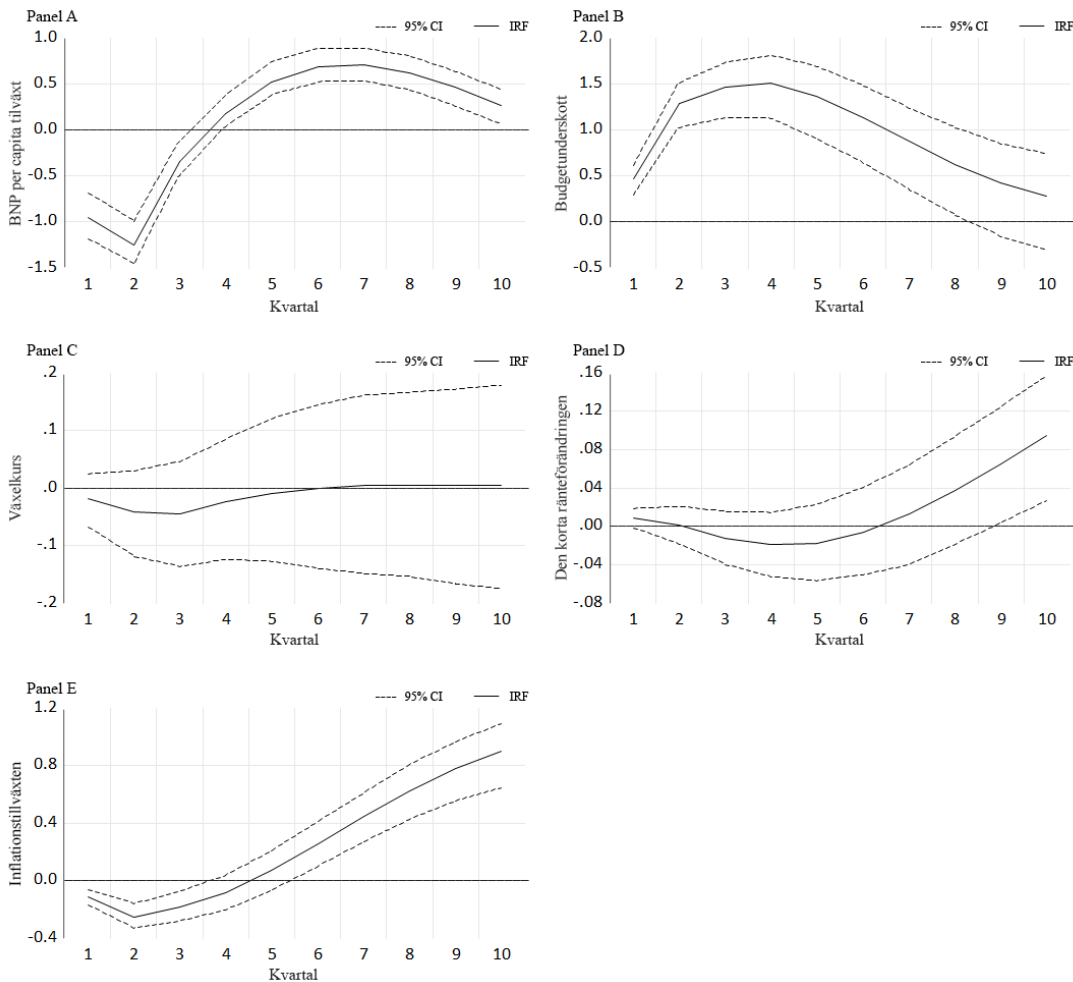 Panel A
95% CI IRF
BNP per capita tilväxt
1.0
0.5
0.0
-0.5
-1.0
-1.5
1 2 3 4 5 6 7 8 9 10
Kvartal
Panel B
95% CI IRF
Budgetunderskott
2.0
1.5
1.0
0.5
0.0
-0.5
1 2 3 4 5 6 7 8 9 10
Kvartal
Panel C
95% CI IRF
Växelkurs
.2
.1
.0
-.1
-.2
1 2 3 4 5 6 7 8 9 10
Kvartal
Panel D
95% CI IRF
Den korta ränteförändringen
.16
.12
.08
.04
.00
-.04
-.08
1 2 3 4 5 6 7 8 9 10
Kvartal
Panel E
95% CI IRF
Inflationstillväxten
1.2
0.8
0.4
0.0
-0.4
1 2 3 4 5 6 7 8 9 10
Kvartal